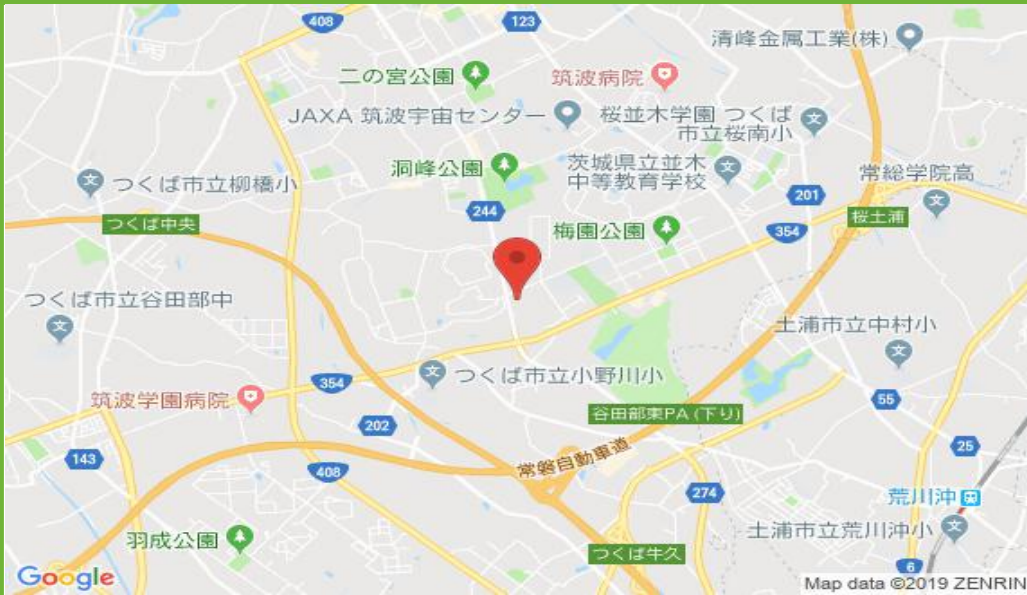 408
123
清峰金属工業(株)
二の宮公園
筑波病院
JAXA 筑波宇宙センター
桜並木学園 つくば
市立桜南小
洞峰公園
茨城県立並木
中等教育学校
つくば市立柳橋小
常総学院高
201
244
つくば中央
桜土浦
梅園公園
354
つくば市立谷田部中
土浦市立中村小
354
つくば市立小野川小
筑波学園病院
55
谷田部東PA (下り)
202
25
143
408
常磐自動車道
274
荒川沖
羽成公園
土浦市立荒川沖小
つくば牛久
6
Google
Map data ©2019 ZENRIN